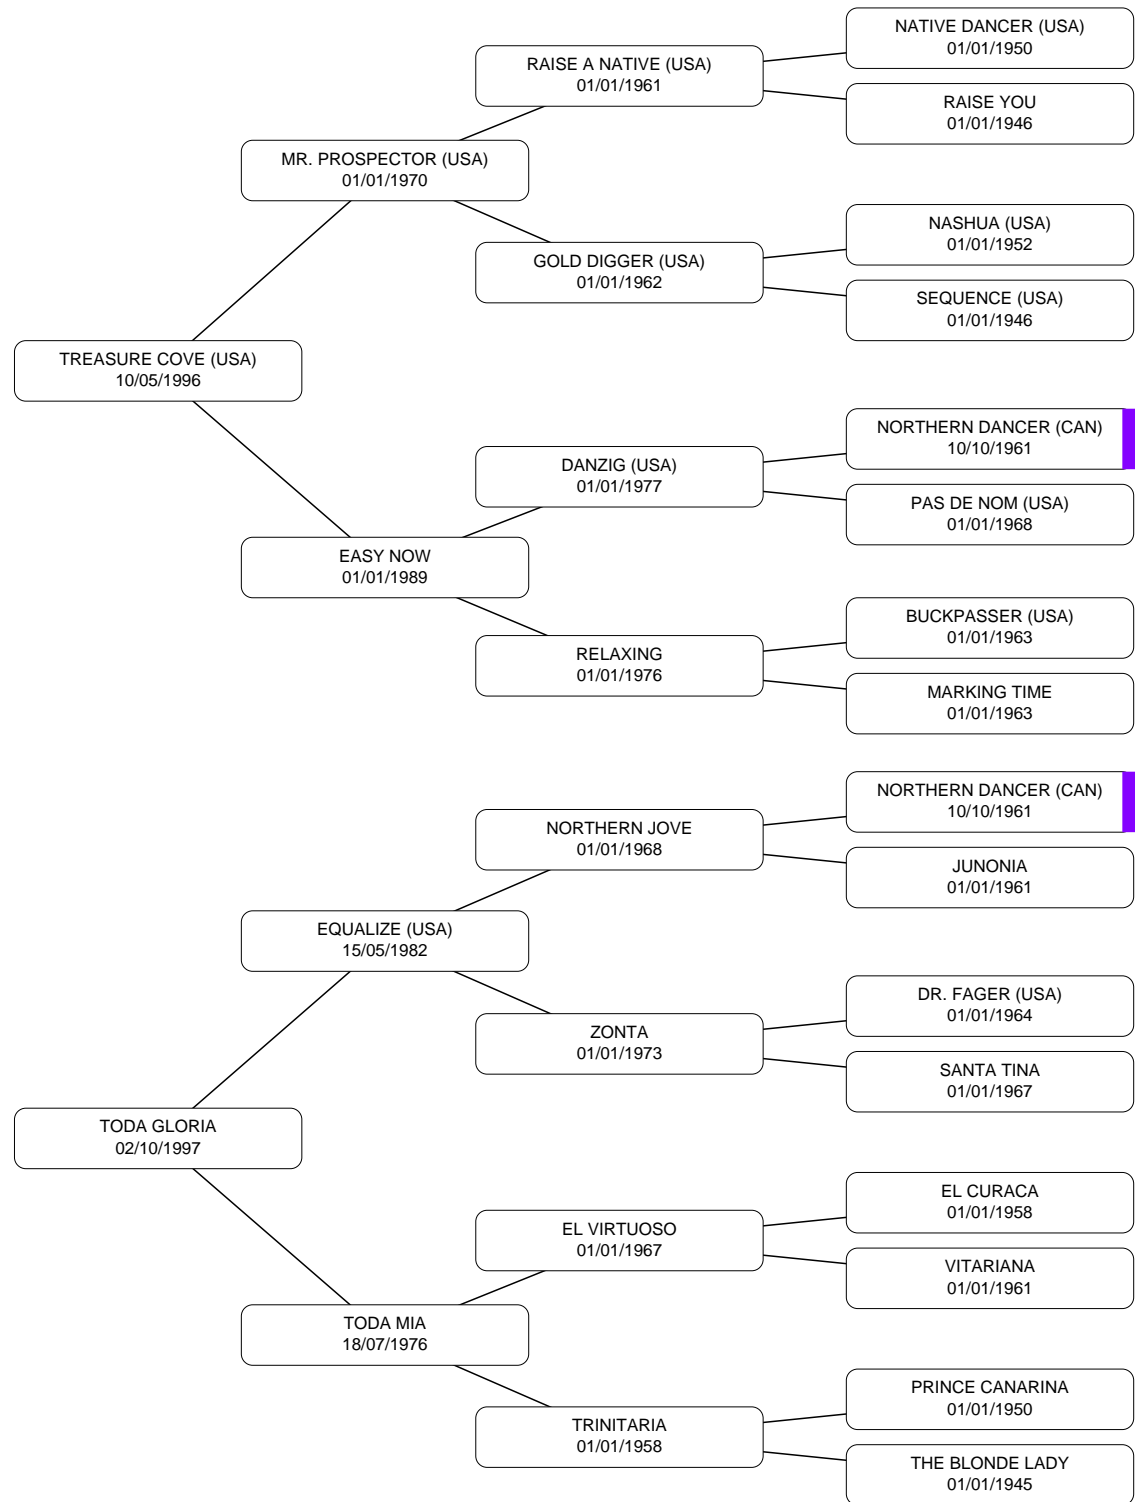 NATIVE DANCER (USA)
01/01/1950
RAISE A NATIVE (USA)
01/01/1961
RAISE YOU
01/01/1946
MR. PROSPECTOR (USA)
01/01/1970
NASHUA (USA)
01/01/1952
GOLD DIGGER (USA)
01/01/1962
SEQUENCE (USA)
01/01/1946
TREASURE COVE (USA)
10/05/1996
NORTHERN DANCER (CAN)
10/10/1961
DANZIG (USA)
01/01/1977
PAS DE NOM (USA)
01/01/1968
EASY NOW
01/01/1989
BUCKPASSER (USA)
01/01/1963
RELAXING
01/01/1976
MARKING TIME
01/01/1963
NORTHERN DANCER (CAN)
10/10/1961
NORTHERN JOVE
01/01/1968
JUNONIA
01/01/1961
EQUALIZE (USA)
15/05/1982
DR. FAGER (USA)
01/01/1964
ZONTA
01/01/1973
SANTA TINA
01/01/1967
TODA GLORIA
02/10/1997
EL CURACA
01/01/1958
EL VIRTUOSO
01/01/1967
VITARIANA
01/01/1961
TODA MIA
18/07/1976
PRINCE CANARINA
01/01/1950
TRINITARIA
01/01/1958
THE BLONDE LADY
01/01/1945